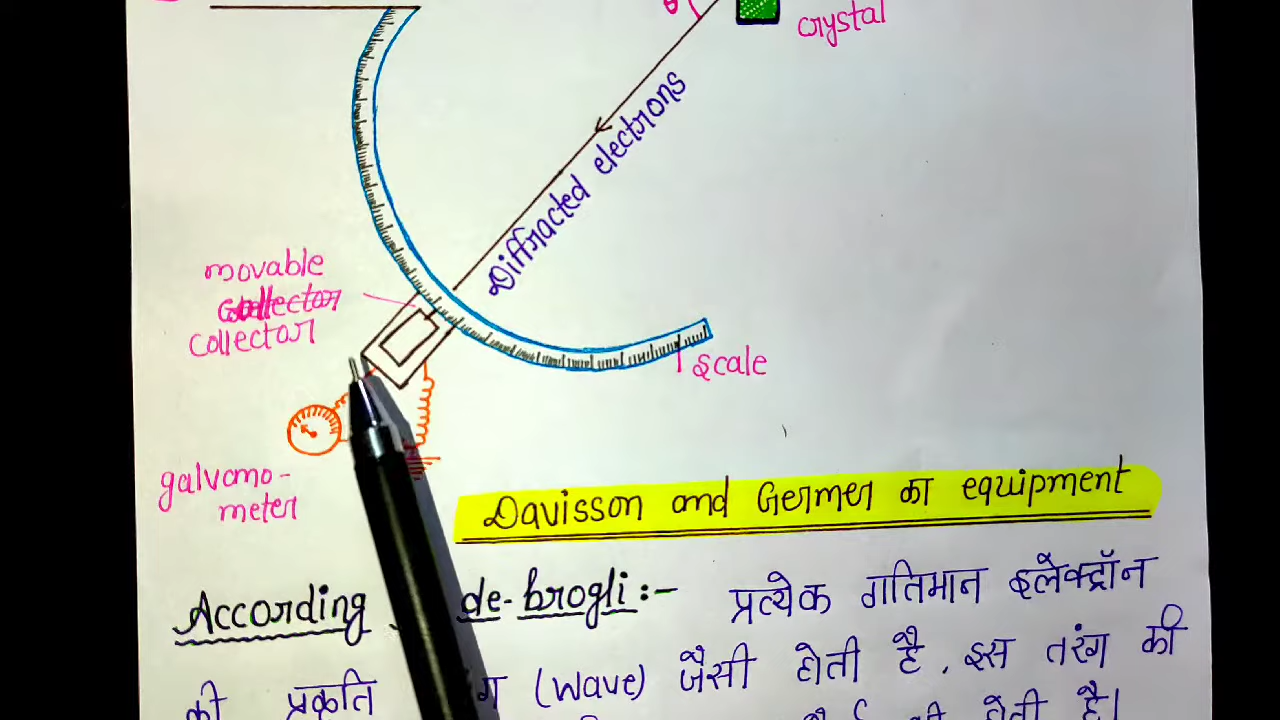 θ
crystal
Diffracted electrons
movable
collector
collector
scale
galvano-
meter
Davisson and Germer का equipment
According de-brogli:- प्रत्येक गतिमान इलेक्ट्रॉन
की प्रकृति (wave) जैसी होती है, इस तरंग की
होती है।